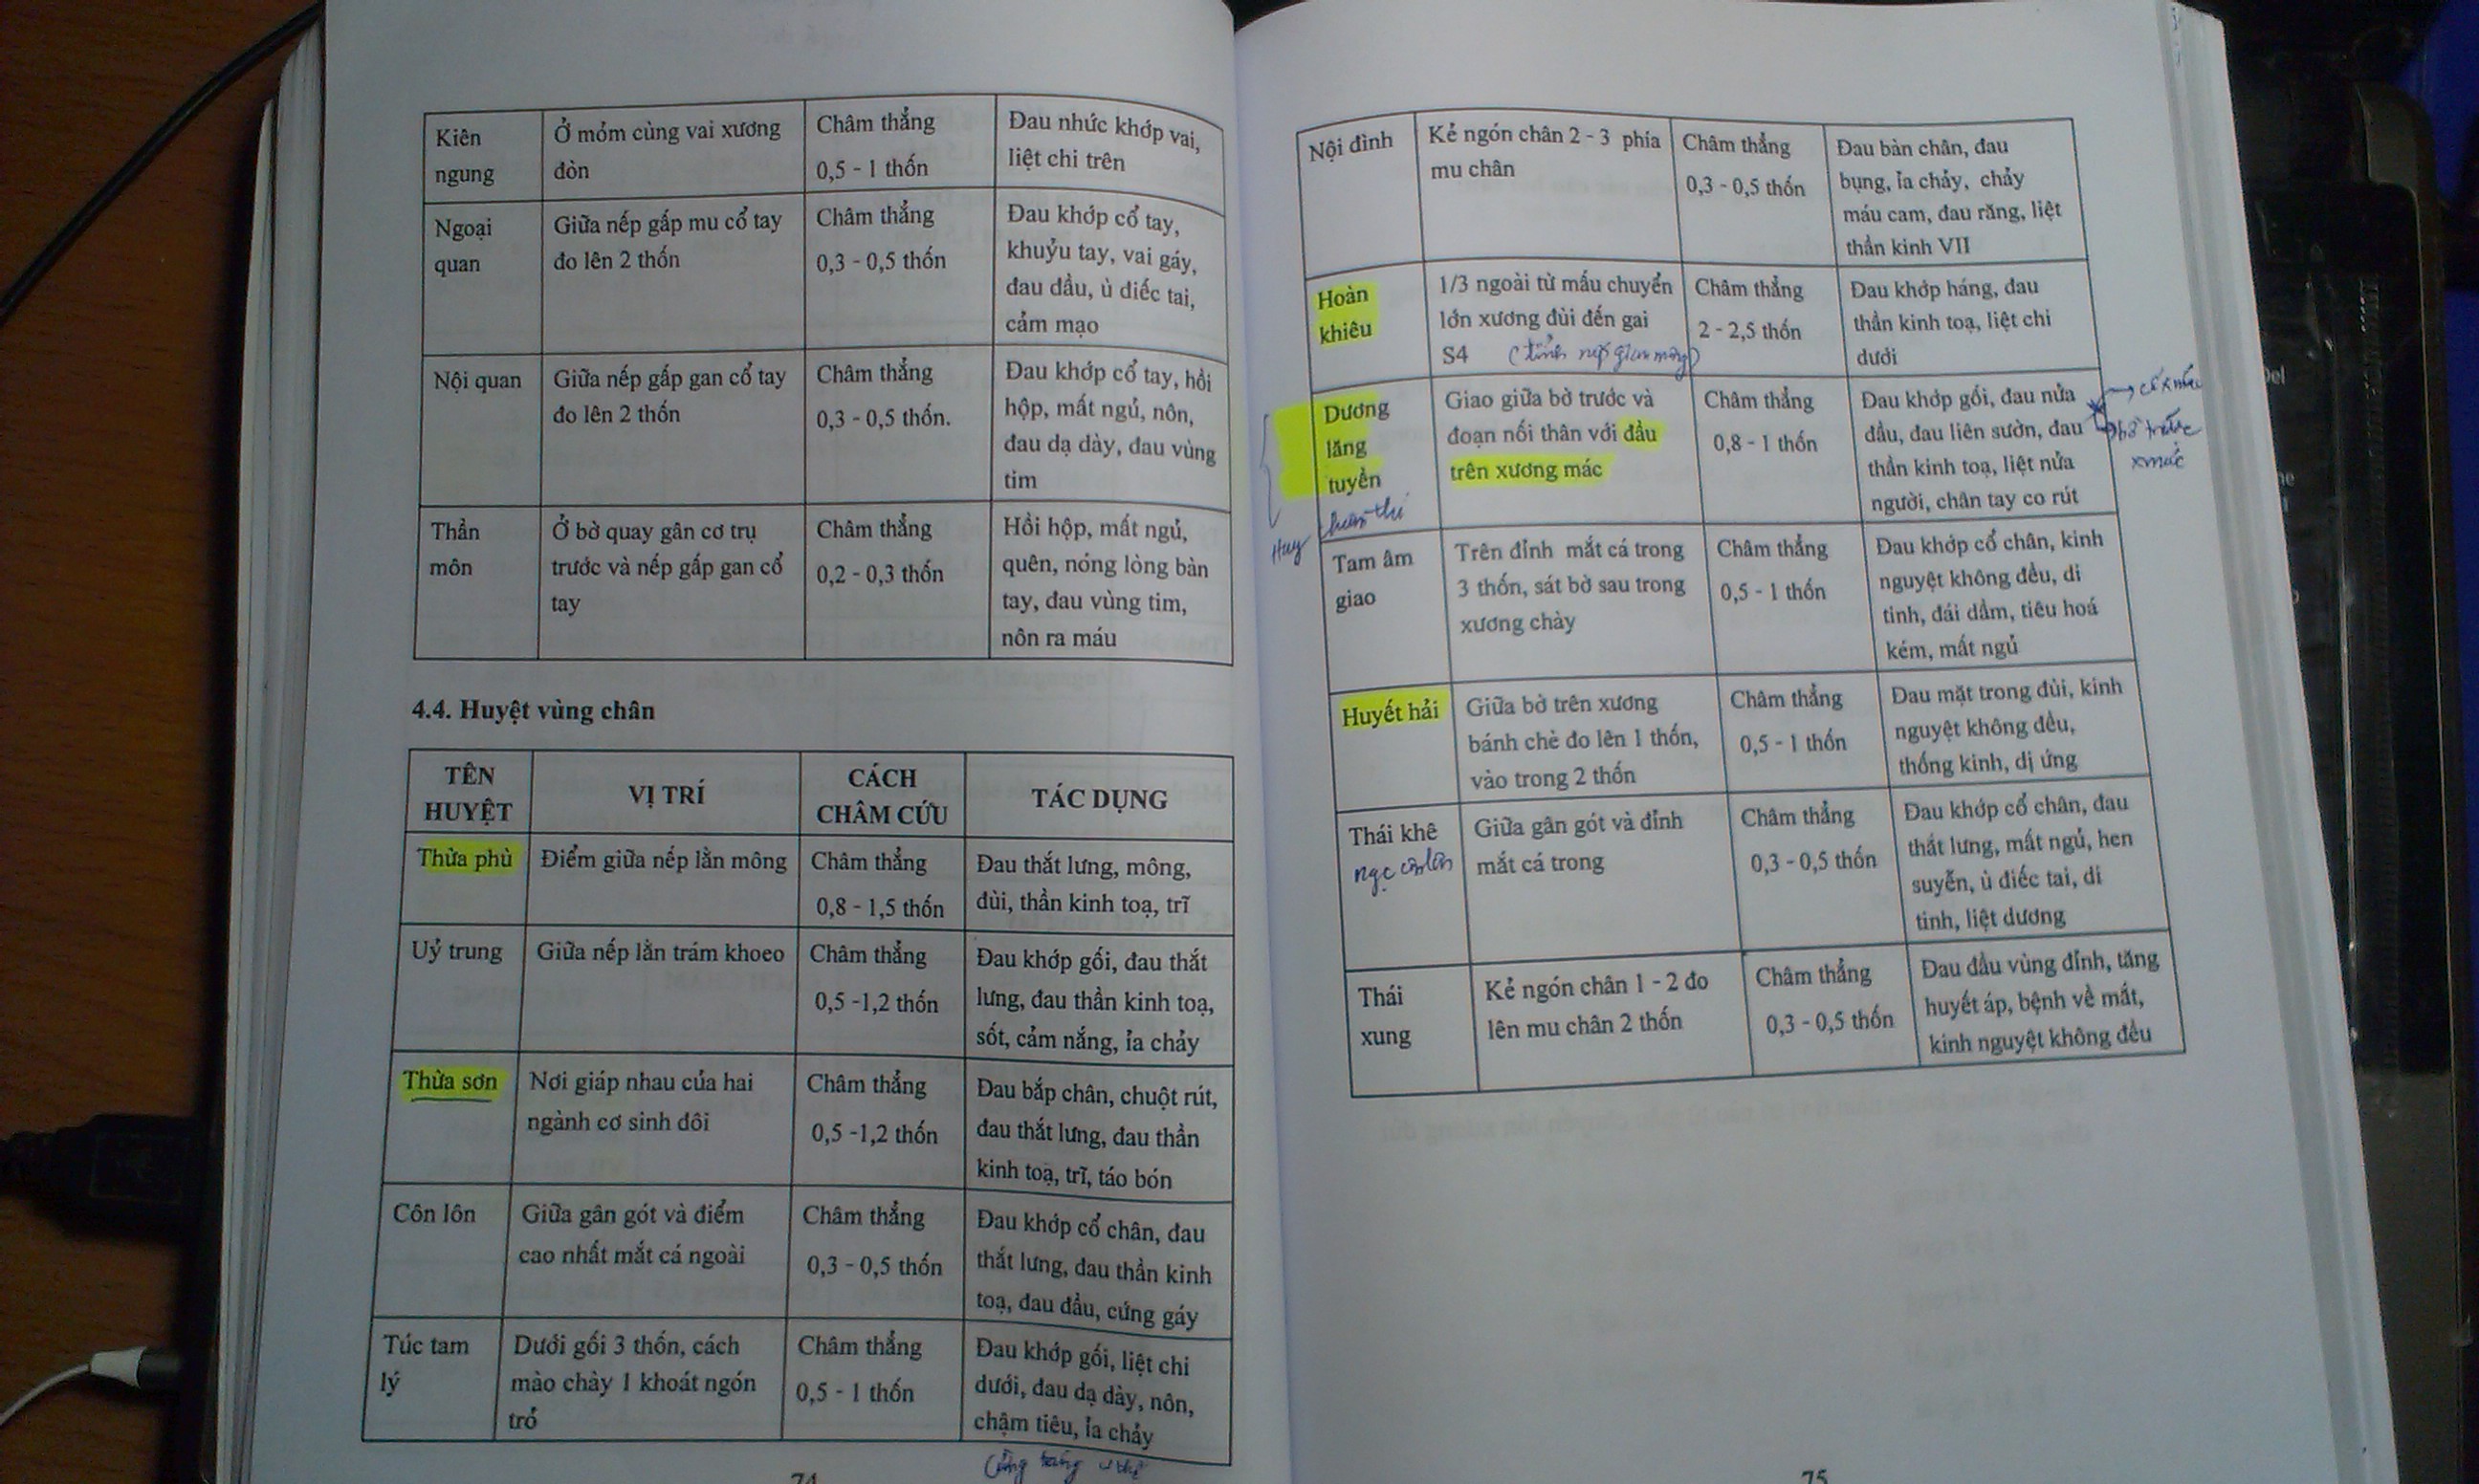 Kiên
ngung
Ở mỏm cùng vai xương
đòn
Châm thẳng
0,5 - 1 thốn
Đau nhức khớp vai,
liệt chi trên
Ngoại
quan
Giữa nếp gấp mu cổ tay
đo lên 2 thốn
Châm thẳng
0,3 - 0,5 thốn
Đau khớp cổ tay,
khuỷu tay, vai gáy,
đau đầu, ù điếc tai,
cảm mạo
Nội quan
Giữa nếp gấp gan cổ tay
đo lên 2 thốn
Châm thẳng
0,3 - 0,5 thốn.
Đau khớp cổ tay, hồi
hộp, mất ngủ, nôn,
đau dạ dày, đau vùng
tim
Thần
môn
Ở bờ quay gân cơ trụ
trước và nếp gấp gan cổ
tay
Châm thẳng
0,2 - 0,3 thốn
Hồi hộp, mất ngủ,
quên, nóng lòng bàn
tay, đau vùng tim,
nôn ra máu
4.4. Huyệt vùng chân
TÊN
HUYỆT
VỊ TRÍ
CÁCH
CHÂM CỨU
TÁC DỤNG
Thừa phù
Điểm giữa nếp lằn mông
Châm thẳng
0,8 - 1,5 thốn
Đau thắt lưng, mông,
đùi, thần kinh toạ, trĩ
Uỷ trung
Giữa nếp lằn trám khoeo
Châm thẳng
0,5 -1,2 thốn
Đau khớp gối, đau thắt
lưng, đau thần kinh toạ,
sốt, cảm nắng, ỉa chảy
Thừa sơn
Nơi giáp nhau của hai
ngành cơ sinh đôi
Châm thẳng
0,5 -1,2 thốn
Đau bắp chân, chuột rút,
đau thắt lưng, đau thần
kinh toạ, trĩ, táo bón
Côn lôn
Giữa gân gót và điểm
cao nhất mắt cá ngoài
Châm thẳng
0,3 - 0,5 thốn
Đau khớp cổ chân, đau
thắt lưng, đau thần kinh
toạ, đau đầu, cứng gáy
Túc tam
lý
Dưới gối 3 thốn, cách
mào chày 1 khoát ngón
trỏ
Châm thẳng
0,5 - 1 thốn
Đau khớp gối, liệt chi
dưới, đau dạ dày, nôn,
chậm tiêu, ỉa chảy
74
Nội đình
Kẻ ngón chân 2 - 3 phía
mu chân
Châm thẳng
0,3 - 0,5 thốn
Đau bàn chân, đau
bụng, ỉa chảy, chảy
máu cam, đau răng, liệt
thần kinh VII
Hoàn
khiêu
1/3 ngoài từ mấu chuyển
lớn xương đùi đến gai
S4
Châm thẳng
2 - 2,5 thốn
Đau khớp háng, đau
thần kinh toạ, liệt chi
dưới
Dương
lăng
tuyền
Huy
Giao giữa bờ trước và
đoạn nối thân với đầu
trên xương mác
Châm thẳng
0,8 - 1 thốn
Đau khớp gối, đau nửa
đầu, đau liên sườn, đau
thần kinh toạ, liệt nửa
người, chân tay co rút
bờ trước
xmác
Tam âm
giao
Trên đỉnh mắt cá trong
3 thốn, sát bờ sau trong
xương chày
Châm thẳng
0,5 - 1 thốn
Đau khớp cổ chân, kinh
nguyệt không đều, di
tinh, đái dầm, tiêu hoá
kém, mất ngủ
Huyết hải
Giữa bờ trên xương
bánh chè đo lên 1 thốn,
vào trong 2 thốn
Châm thẳng
0,5 - 1 thốn
Đau mặt trong đùi, kinh
nguyệt không đều,
thống kinh, dị ứng
Thái khê
Giữa gân gót và đỉnh
mắt cá trong
Châm thẳng
0,3 - 0,5 thốn
Đau khớp cổ chân, đau
thắt lưng, mất ngủ, hen
suyễn, ù điếc tai, di
tinh, liệt dương
Thái
xung
Kẻ ngón chân 1 - 2 đo
lên mu chân 2 thốn
Châm thẳng
0,3 - 0,5 thốn
Đau đầu vùng đỉnh, tăng
huyết áp, bệnh về mắt,
kinh nguyệt không đều
75